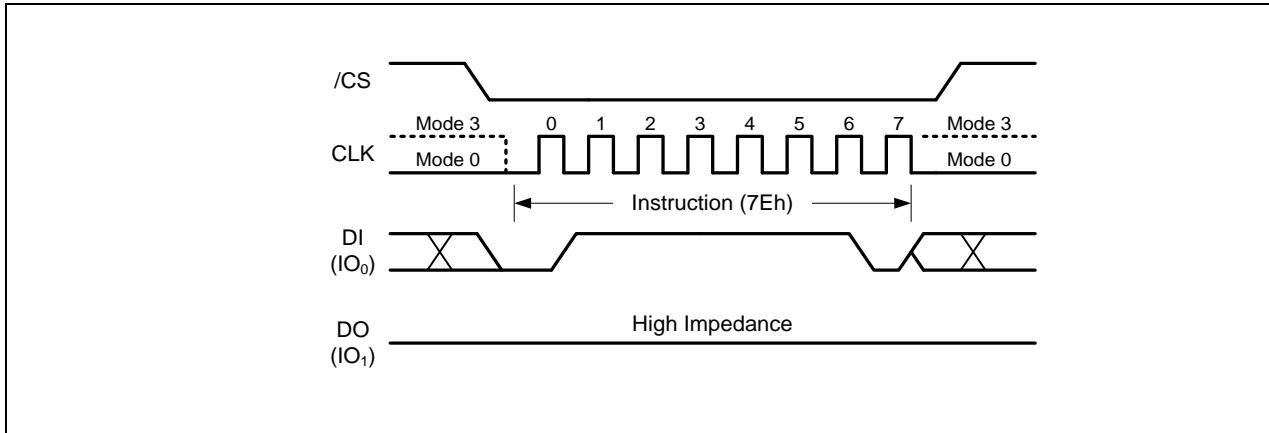 /CS
Mode 3 0 1 2 3 4 5 6 7 Mode 3
CLK
Mode 0 Mode 0
Instruction (7Eh)
DI
(IO₀)
High Impedance
DO
(IO₁)